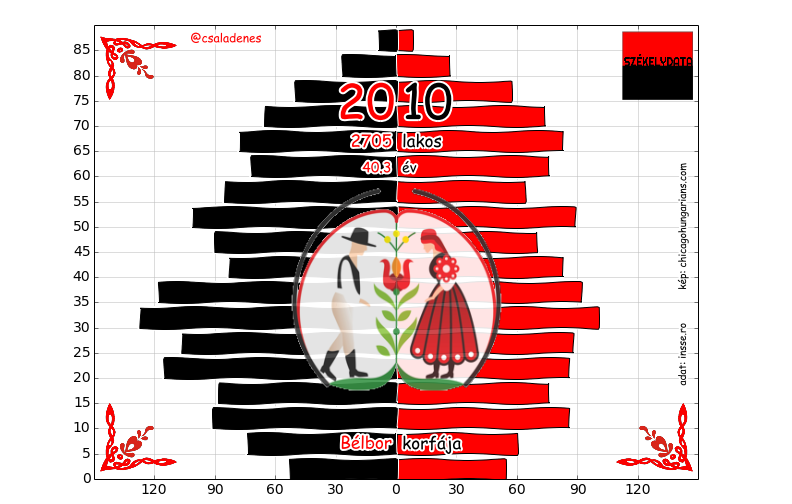 @csaladenes
SZÉKELYDATA
2010
2705 lakos
40.3 év
kép: chicagohungarians.com
adat: insse.ro
Bélbor korfája
85
80
75
70
65
60
55
50
45
40
35
30
25
20
15
10
5
0
120 90 60 30 0 30 60 90 120